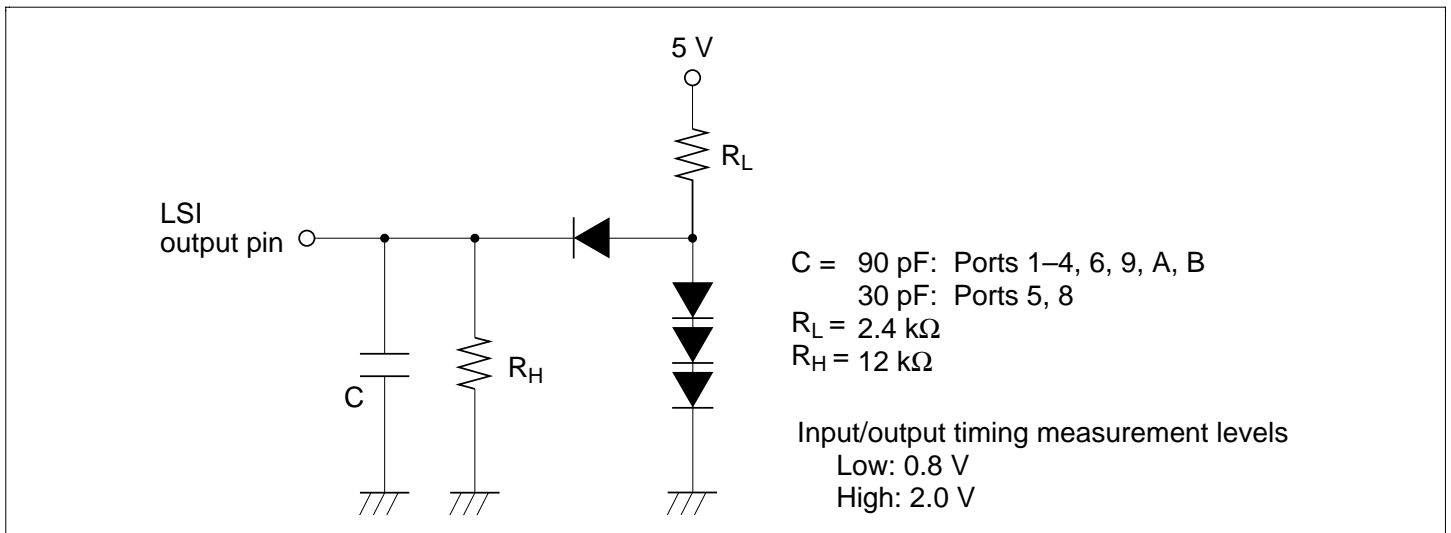 5 V
R_L
LSI
output pin
C
R_H
C = 90 pF: Ports 1–4, 6, 9, A, B
30 pF: Ports 5, 8
R_L = 2.4 kΩ
R_H = 12 kΩ
Input/output timing measurement levels
Low: 0.8 V
High: 2.0 V